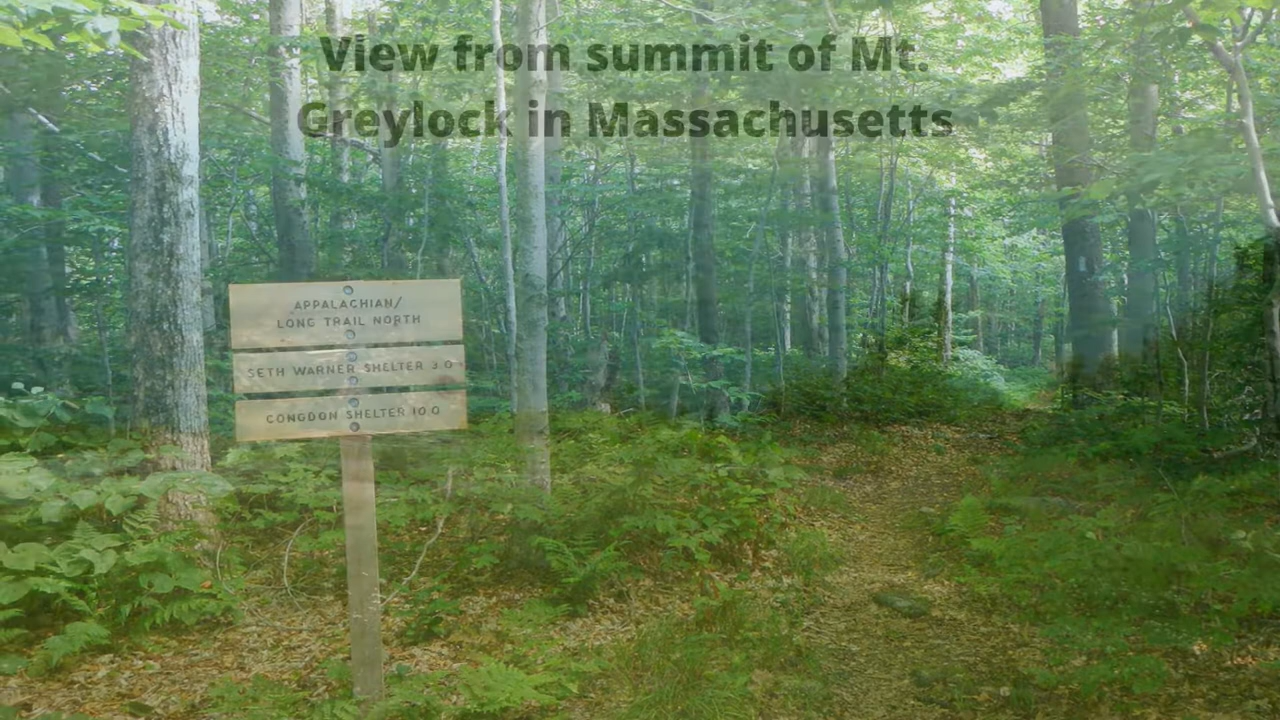 View from summit of Mt.
Greylock in Massachusetts
APPALACHIAN/
LONG TRAIL NORTH
SETH WARNER SHELTER 3.0
CONGDON SHELTER 10.0